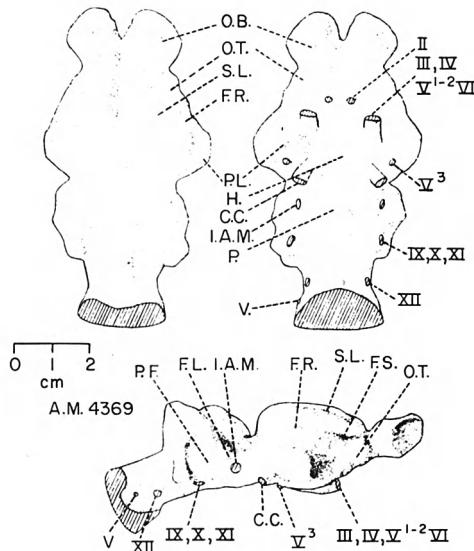 O.B.
O.T.
S.L.
F.R.
P.L.
H.
C.C.
I.A.M.
P.
V.
II
III, IV
V¹⁻² VI
V³
IX, X, XI
XII
0 1 2
cm
A.M. 4369
P.F. F.L. I.A.M. F.R. S.L. F.S. O.T.
V XII IX, X, XI C.C. V³ III, IV, V¹⁻² VI